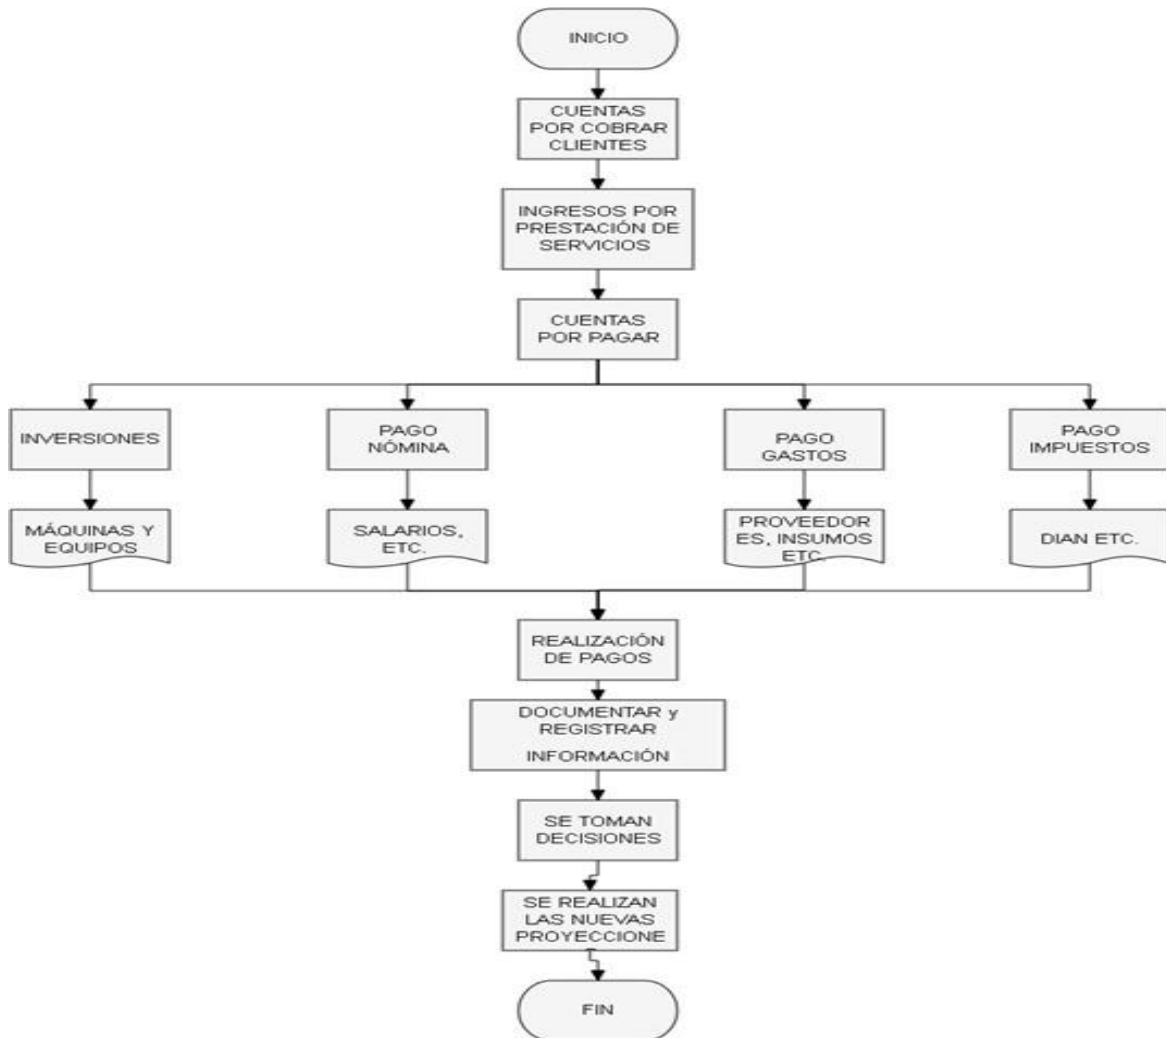 INICIO
CUENTAS
POR COBRAR
CLIENTES
INGRESOS POR
PRESTACIÓN DE
SERVICIOS
CUENTAS
POR PAGAR
INVERSIONES
PAGO
NÓMINA
PAGO
GASTOS
PAGO
IMPUESTOS
MÁQUINAS Y
EQUIPOS
SALARIOS,
ETC.
PROVEEDOR
ES, INSUMOS
ETC.
DIAN ETC.
REALIZACIÓN
DE PAGOS
DOCUMENTAR y
REGISTRAR
INFORMACIÓN
SE TOMAN
DECISIONES
SE REALIZAN
LAS NUEVAS
PROYECCIONE
FIN